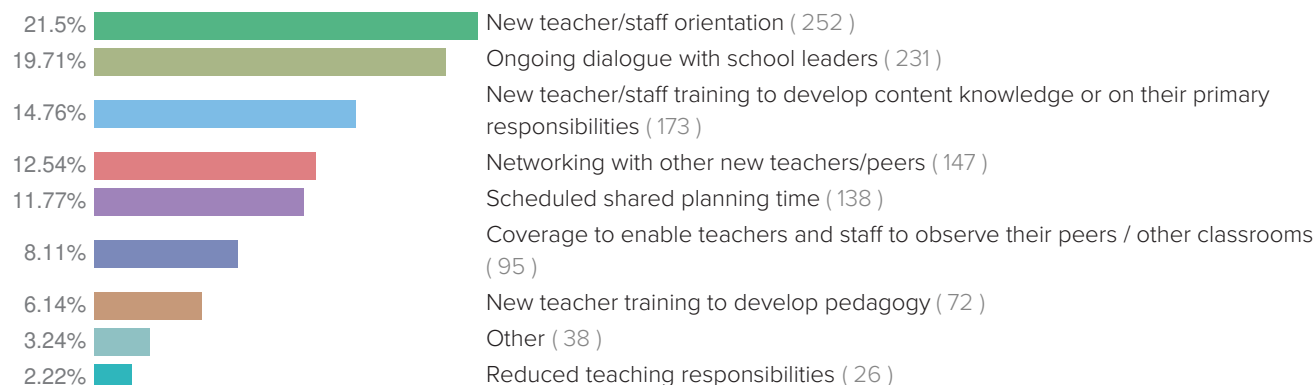 21.5% New teacher/staff orientation ( 252 )
19.71% Ongoing dialogue with school leaders ( 231 )
14.76% New teacher/staff training to develop content knowledge or on their primary
responsibilities ( 173 )
12.54% Networking with other new teachers/peers ( 147 )
11.77% Scheduled shared planning time ( 138 )
8.11% Coverage to enable teachers and staff to observe their peers / other classrooms
( 95 )
6.14% New teacher training to develop pedagogy ( 72 )
3.24% Other ( 38 )
2.22% Reduced teaching responsibilities ( 26 )